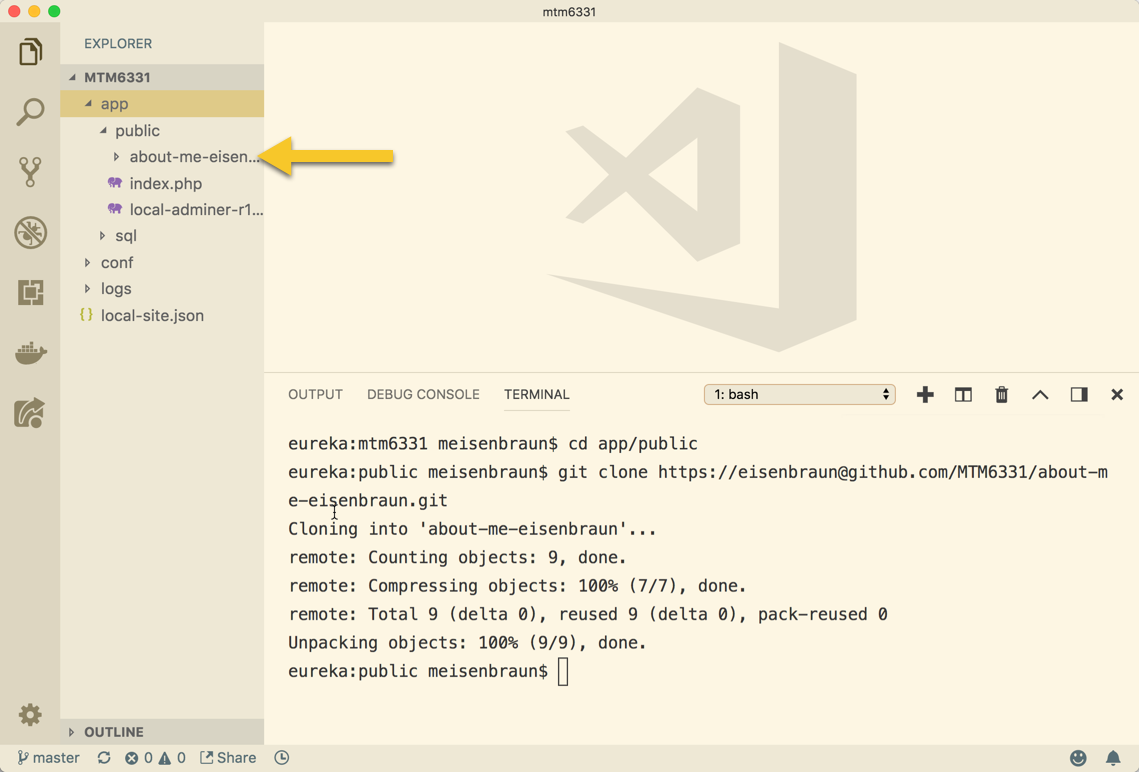 mtm6331
EXPLORER
MTM6331
app
public
about-me-eisen...
index.php
local-adminer-r1...
sql
conf
logs
{} local-site.json
OUTLINE
OUTPUT DEBUG CONSOLE TERMINAL 1: bash
eureka:mtm6331 meisenbraun$ cd app/public
eureka:public meisenbraun$ git clone https://eisenbraun@github.com/MTM6331/about-m
e-eisenbraun.git
Cloning into 'about-me-eisenbraun'...
remote: Counting objects: 9, done.
remote: Compressing objects: 100% (7/7), done.
remote: Total 9 (delta 0), reused 9 (delta 0), pack-reused 0
Unpacking objects: 100% (9/9), done.
eureka:public meisenbraun$
master 0 0 Share